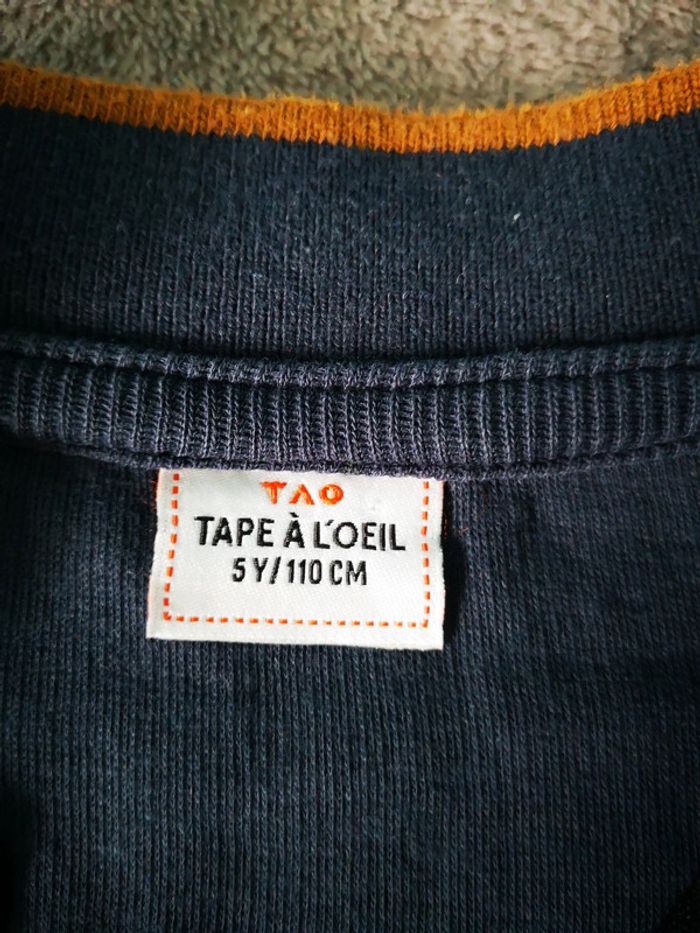 TAO
TAPE À L'OEIL
5 Y/ 110 CM